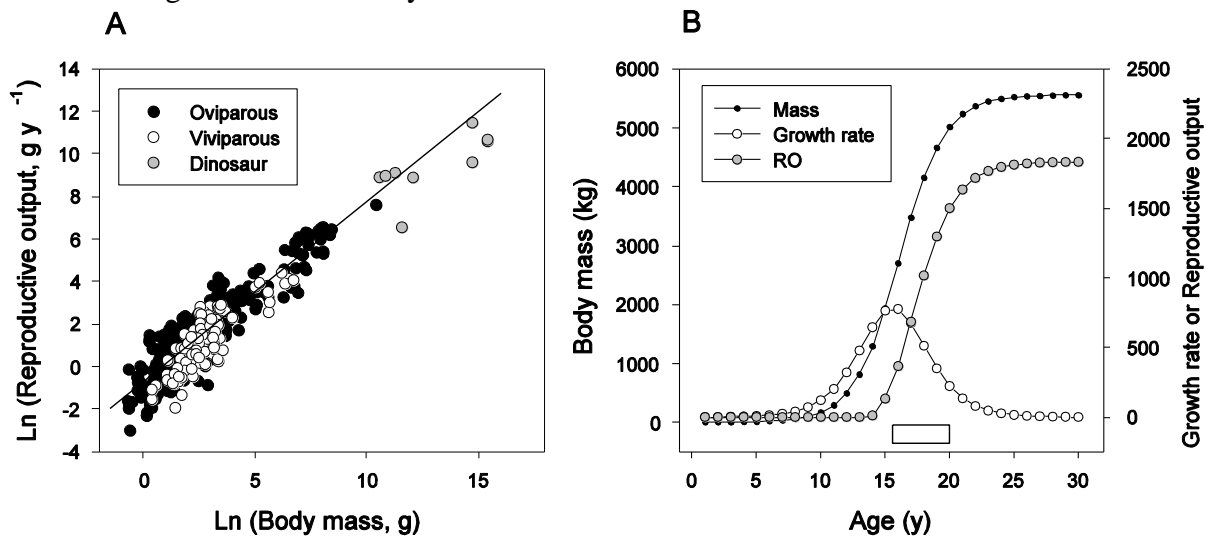 A
B
Ln (Reproductive output, g y ⁻¹)
14
12
10
8
6
4
2
0
-2
-4
Oviparous
Viviparous
Dinosaur
0
5
10
15
Ln (Body mass, g)
Body mass (kg)
6000
5000
4000
3000
2000
1000
0
Mass
Growth rate
RO
2500
2000
1500
1000
500
0
Growth rate or Reproductive output
0
5
10
15
20
25
30
Age (y)